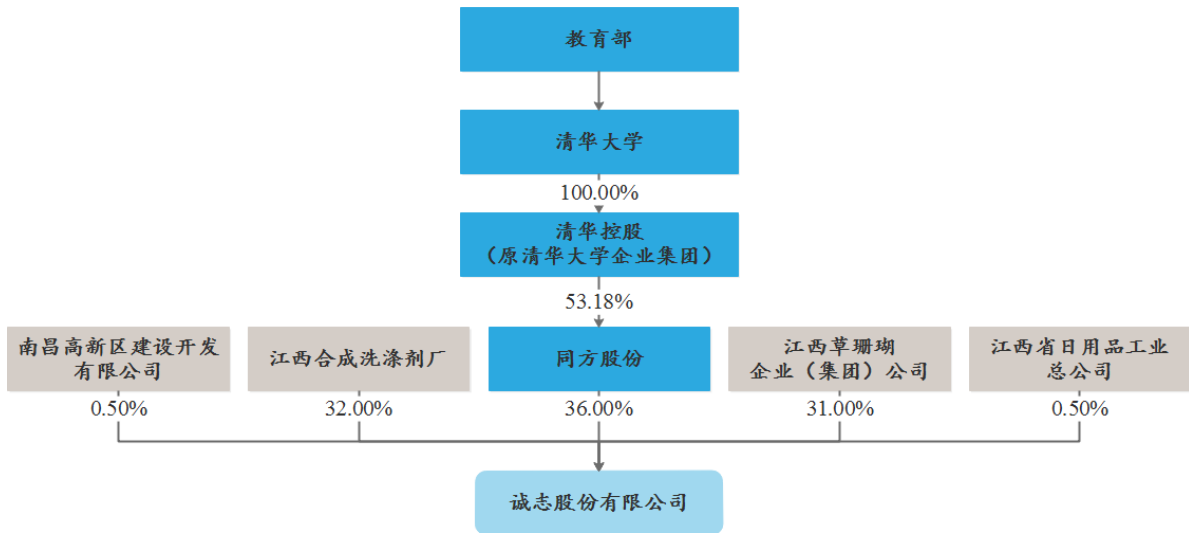 教育部
清华大学
100.00%
清华控股
（原清华大学企业集团）
53.18%
南昌高新区建设开发
有限公司
江西合成洗涤剂厂
同方股份
江西草珊瑚
企业（集团）公司
江西省日用品工业
总公司
0.50%
32.00%
36.00%
31.00%
0.50%
诚志股份有限公司